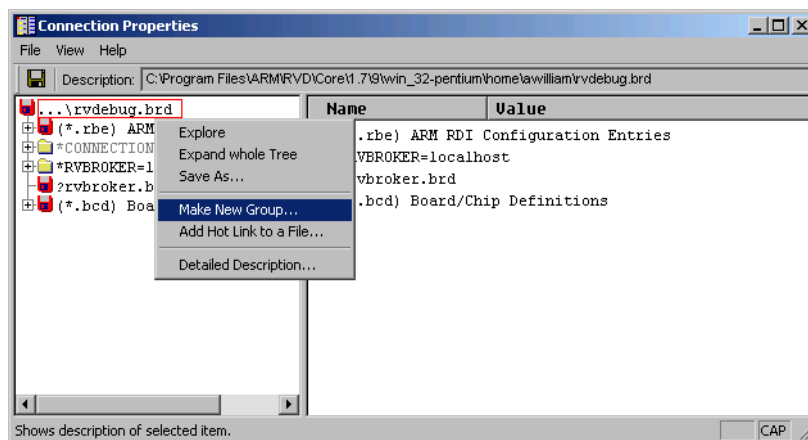 Connection Properties
File View Help
Description: C:\Program Files\ARM\RVD\Core\1.7\9\win_32-pentium\home\awilliam\rvdebug.brd
...\rvdebug.brd
(*.rbe) ARM
*CONNECTION
*RVBROKER=l
?rvbroker.b
(*.bcd) Boa
Explore
Expand whole Tree
Save As...
Make New Group...
Add Hot Link to a File...
Detailed Description...
Name Value
.rbe) ARM RDI Configuration Entries
VBROKER=localhost
vbroker.brd
.bcd) Board/Chip Definitions
Shows description of selected item.
CAP